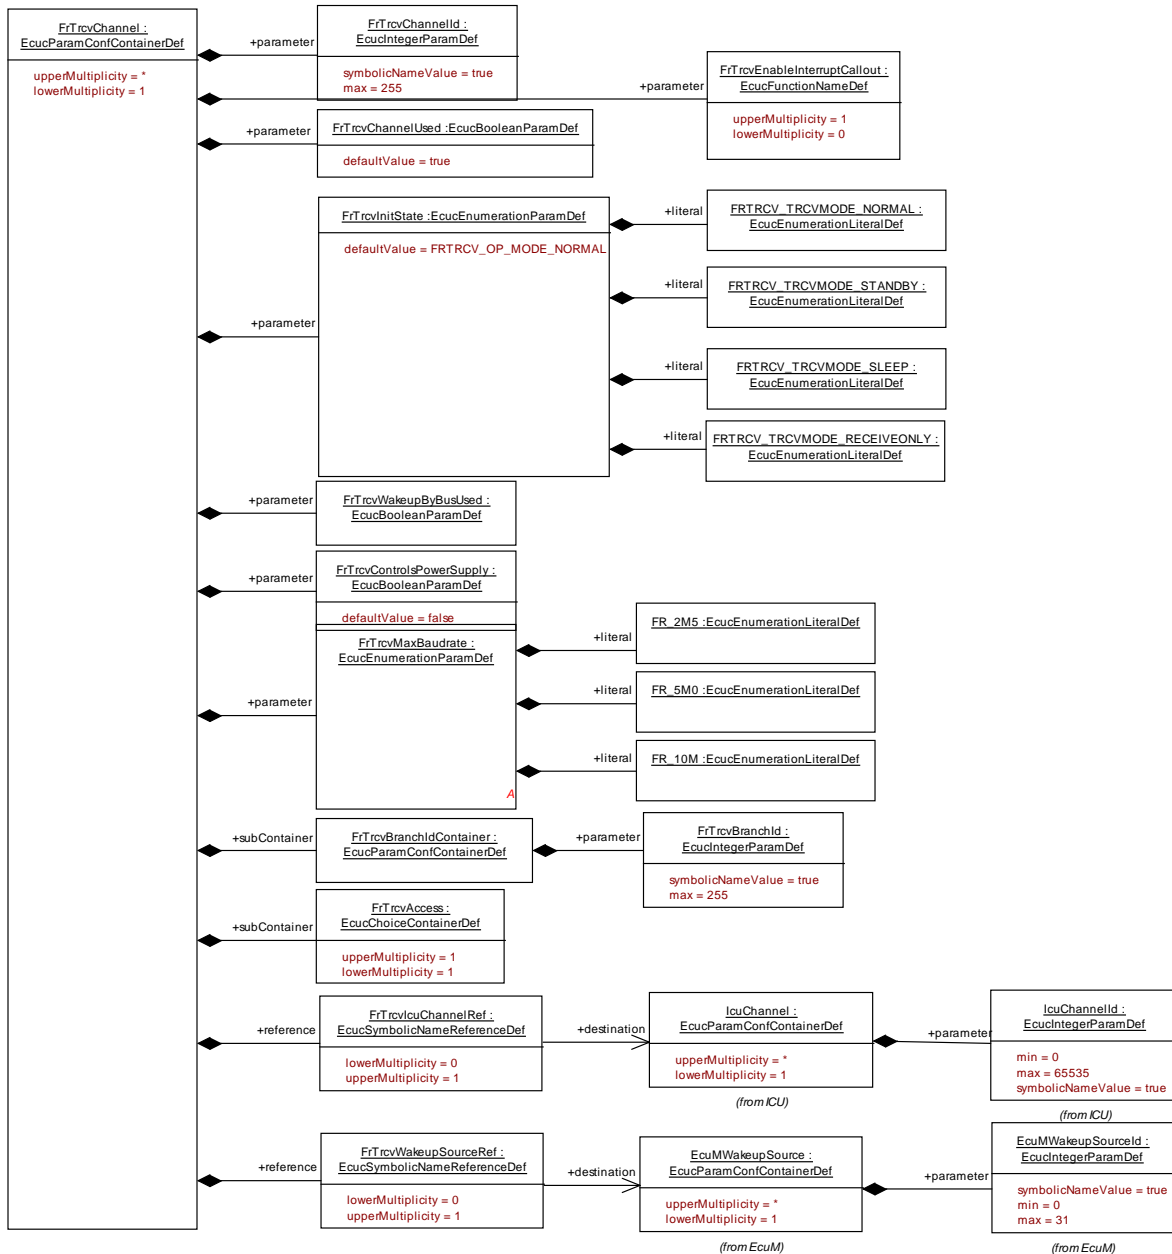 FrTrcvChannel :
EcucParamConfContainerDef
upperMultiplicity = *
lowerMultiplicity = 1
+parameter
FrTrcvChannelId :
EcucIntegerParamDef
symbolicNameValue = true
max = 255
+parameter
FrTrcvEnableInterruptCallout :
EcucFunctionNameDef
upperMultiplicity = 1
lowerMultiplicity = 0
+parameter
FrTrcvChannelUsed :EcucBooleanParamDef
defaultValue = true
+parameter
FrTrcvInitState :EcucEnumerationParamDef
defaultValue = FRTRCV_OP_MODE_NORMAL
+literal
FRTRCV_TRCVMODE_NORMAL :
EcucEnumerationLiteralDef
+literal
FRTRCV_TRCVMODE_STANDBY :
EcucEnumerationLiteralDef
+literal
FRTRCV_TRCVMODE_SLEEP :
EcucEnumerationLiteralDef
+literal
FRTRCV_TRCVMODE_RECEIVEONLY :
EcucEnumerationLiteralDef
+parameter
FrTrcvWakeupByBusUsed :
EcucBooleanParamDef
+parameter
FrTrcvControlsPowerSupply :
EcucBooleanParamDef
defaultValue = false
+parameter
FrTrcvMaxBaudrate :
EcucEnumerationParamDef
A
+literal
FR_2M5 :EcucEnumerationLiteralDef
+literal
FR_5M0 :EcucEnumerationLiteralDef
+literal
FR_10M :EcucEnumerationLiteralDef
+subContainer
FrTrcvBranchIdContainer :
EcucParamConfContainerDef
+parameter
FrTrcvBranchId :
EcucIntegerParamDef
symbolicNameValue = true
max = 255
+subContainer
FrTrcvAccess :
EcucChoiceContainerDef
upperMultiplicity = 1
lowerMultiplicity = 1
+reference
FrTrcvIcuChannelRef :
EcucSymbolicNameReferenceDef
lowerMultiplicity = 0
upperMultiplicity = 1
+destination
IcuChannel :
EcucParamConfContainerDef
upperMultiplicity = *
lowerMultiplicity = 1
(from ICU)
+parameter
IcuChannelId :
EcucIntegerParamDef
min = 0
max = 65535
symbolicNameValue = true
(from ICU)
+reference
FrTrcvWakeupSourceRef :
EcucSymbolicNameReferenceDef
lowerMultiplicity = 0
upperMultiplicity = 1
+destination
EcuMWakeupSource :
EcucParamConfContainerDef
upperMultiplicity = *
lowerMultiplicity = 1
(from EcuM)
+parameter
EcuMWakeupSourceId :
EcucIntegerParamDef
symbolicNameValue = true
min = 0
max = 31
(from EcuM)